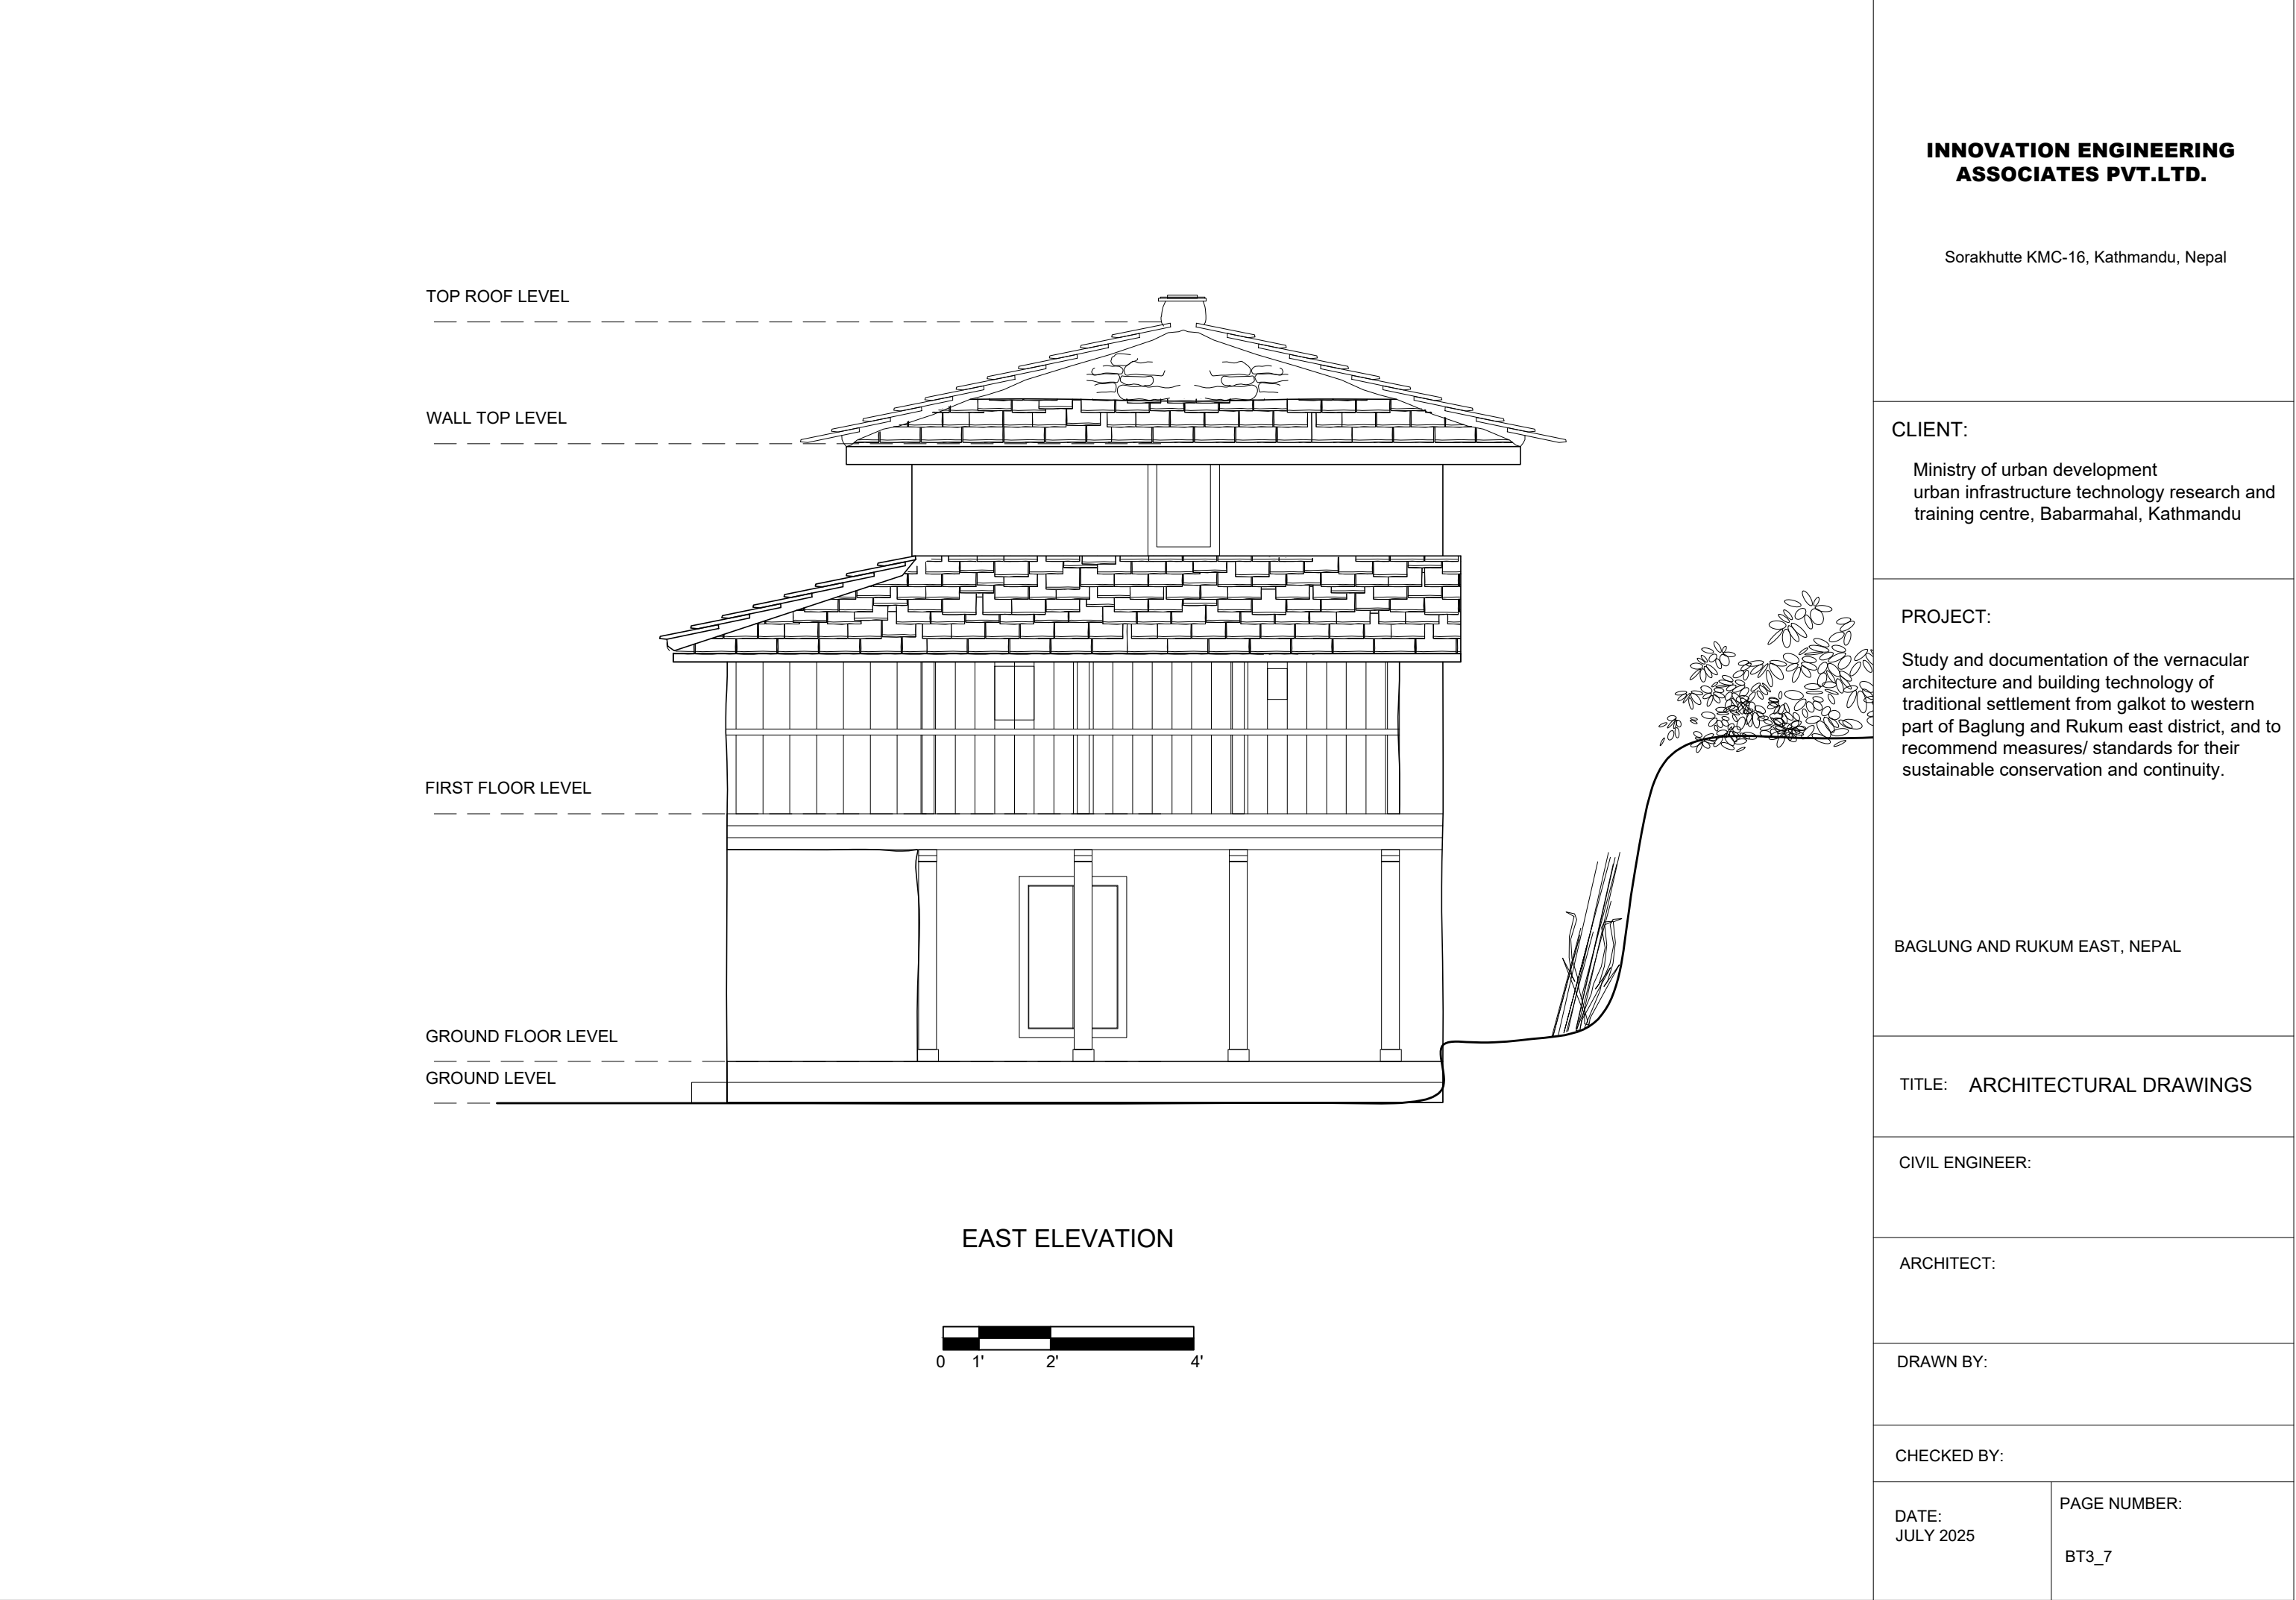 TOP ROOF LEVEL
WALL TOP LEVEL
FIRST FLOOR LEVEL
GROUND FLOOR LEVEL
GROUND LEVEL
EAST ELEVATION
0 1' 2' 4'
INNOVATION ENGINEERING
ASSOCIATES PVT.LTD.
Sorakhutte KMC-16, Kathmandu, Nepal
CLIENT:
Ministry of urban development
urban infrastructure technology research and
training centre, Babarmahal, Kathmandu
PROJECT:
Study and documentation of the vernacular
architecture and building technology of
traditional settlement from galkot to western
part of Baglung and Rukum east district, and to
recommend measures/ standards for their
sustainable conservation and continuity.
BAGLUNG AND RUKUM EAST, NEPAL
TITLE: ARCHITECTURAL DRAWINGS
CIVIL ENGINEER:
ARCHITECT:
DRAWN BY:
CHECKED BY:
DATE:
JULY 2025
PAGE NUMBER:
BT3_7